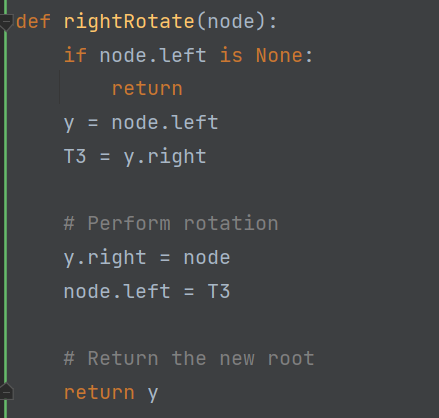 def rightRotate(node):
    if node.left is None:
        return
    y = node.left
    T3 = y.right

    # Perform rotation
    y.right = node
    node.left = T3

    # Return the new root
    return y